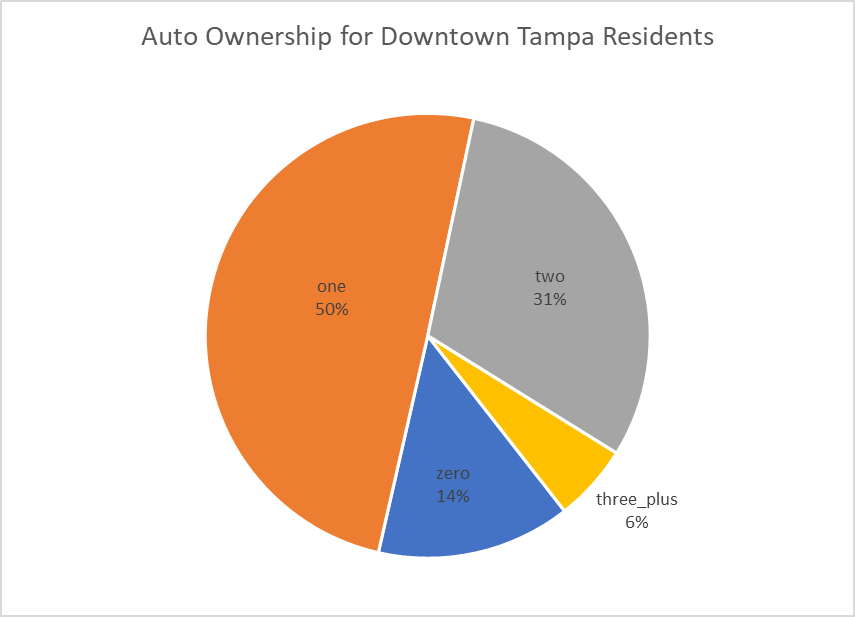 Auto Ownership for Downtown Tampa Residents
one
50%
two
31%
zero
14%
three_plus
6%